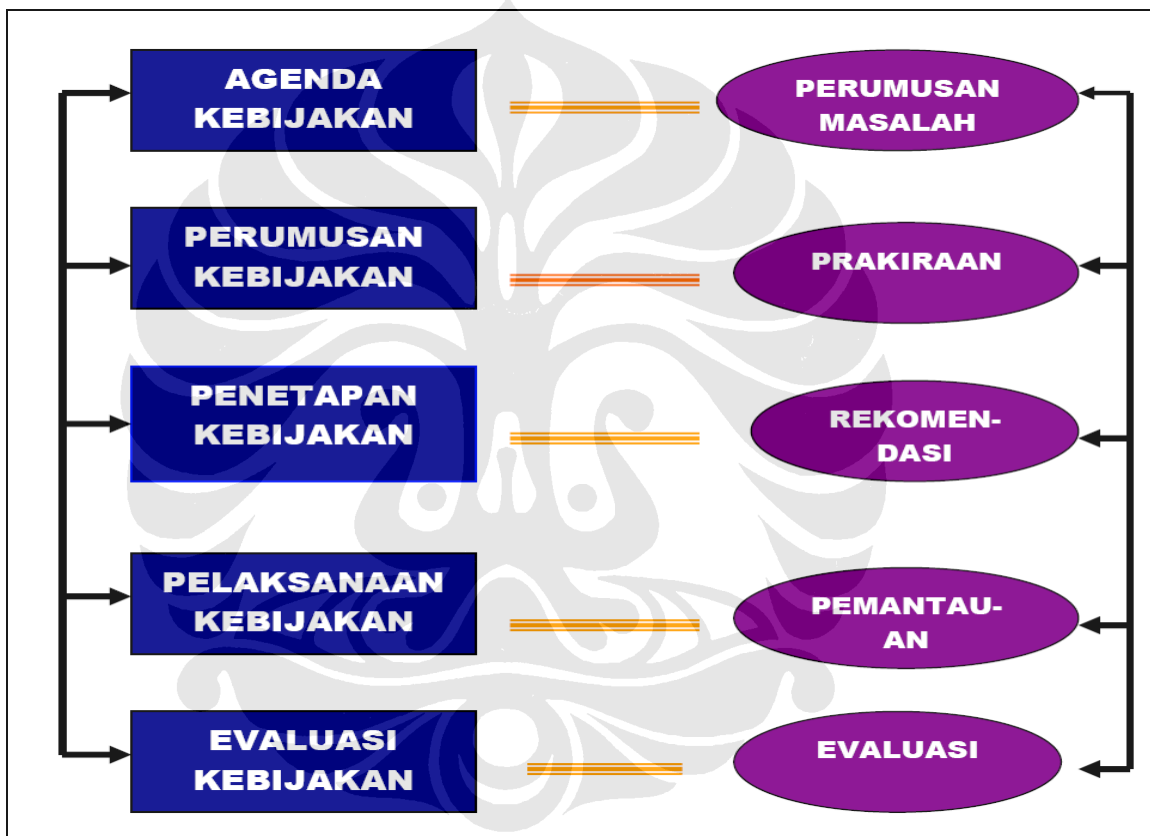 AGENDA
KEBIJAKAN
PERUMUSAN
MASALAH
PERUMUSAN
KEBIJAKAN
PRAKIRAAN
PENETAPAN
KEBIJAKAN
REKOMEN-
DASI
PELAKSANAAN
KEBIJAKAN
PEMANTAU-
AN
EVALUASI
KEBIJAKAN
EVALUASI